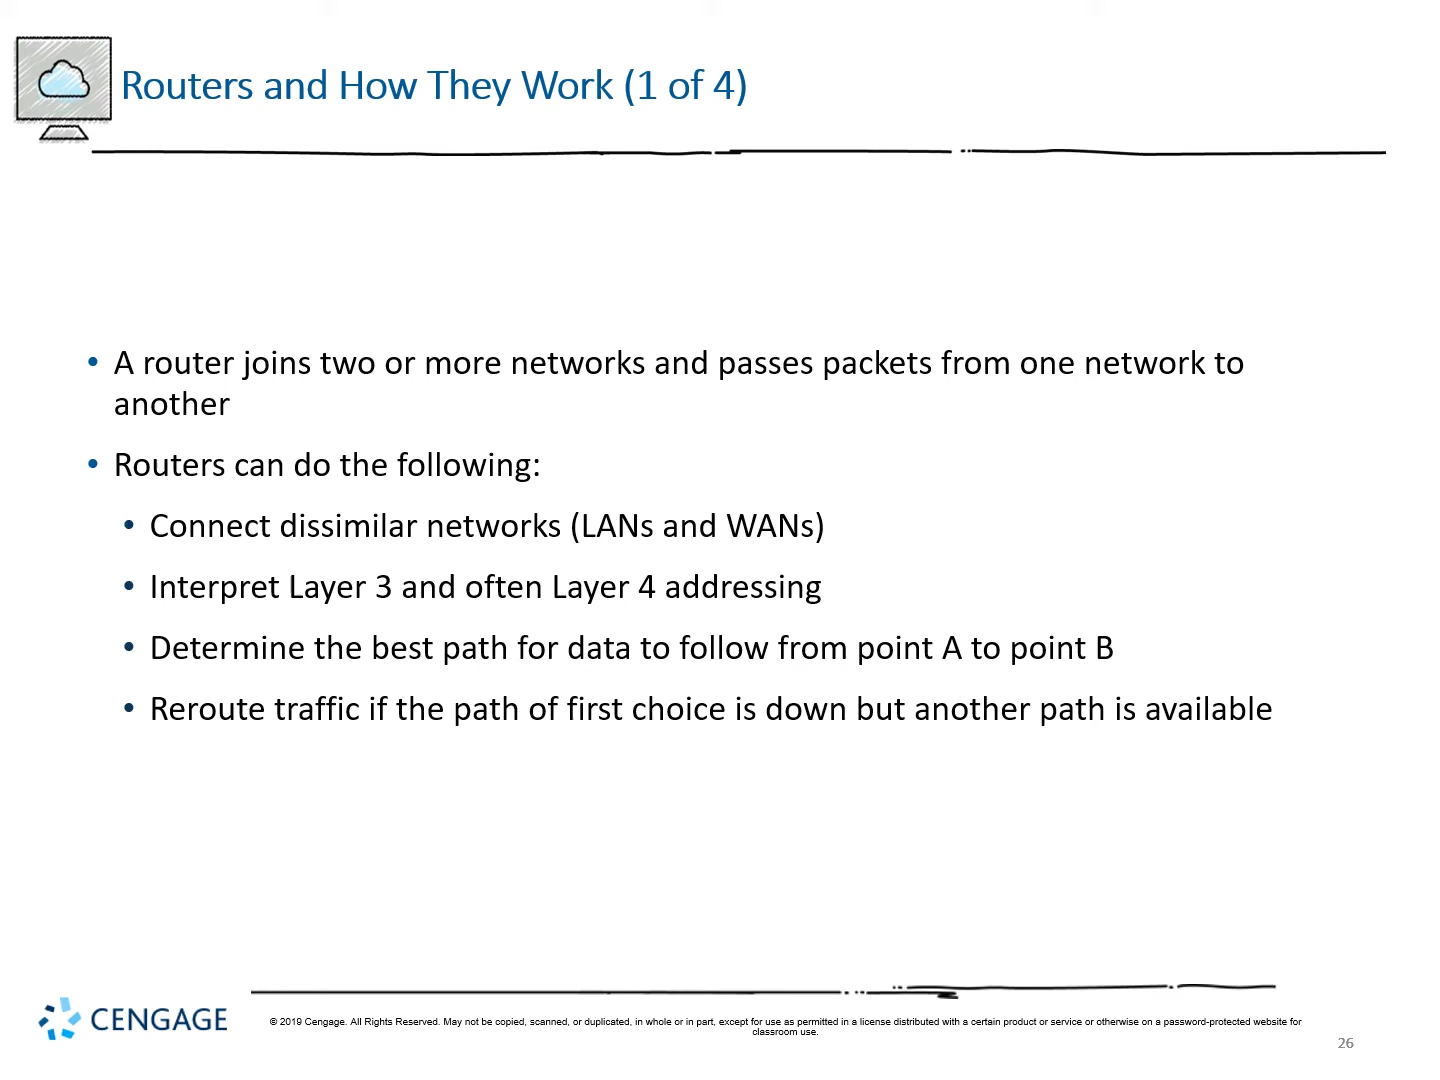 Routers and How They Work (1 of 4)
• A router joins two or more networks and passes packets from one network to
another
• Routers can do the following:
• Connect dissimilar networks (LANs and WANs)
• Interpret Layer 3 and often Layer 4 addressing
• Determine the best path for data to follow from point A to point B
• Reroute traffic if the path of first choice is down but another path is available
CENGAGE
© 2019 Cengage. All Rights Reserved. May not be copied, scanned, or duplicated, in whole or in part, except for use as permitted in a license distributed with a certain product or service or otherwise on a password-protected website for
classroom use.
26